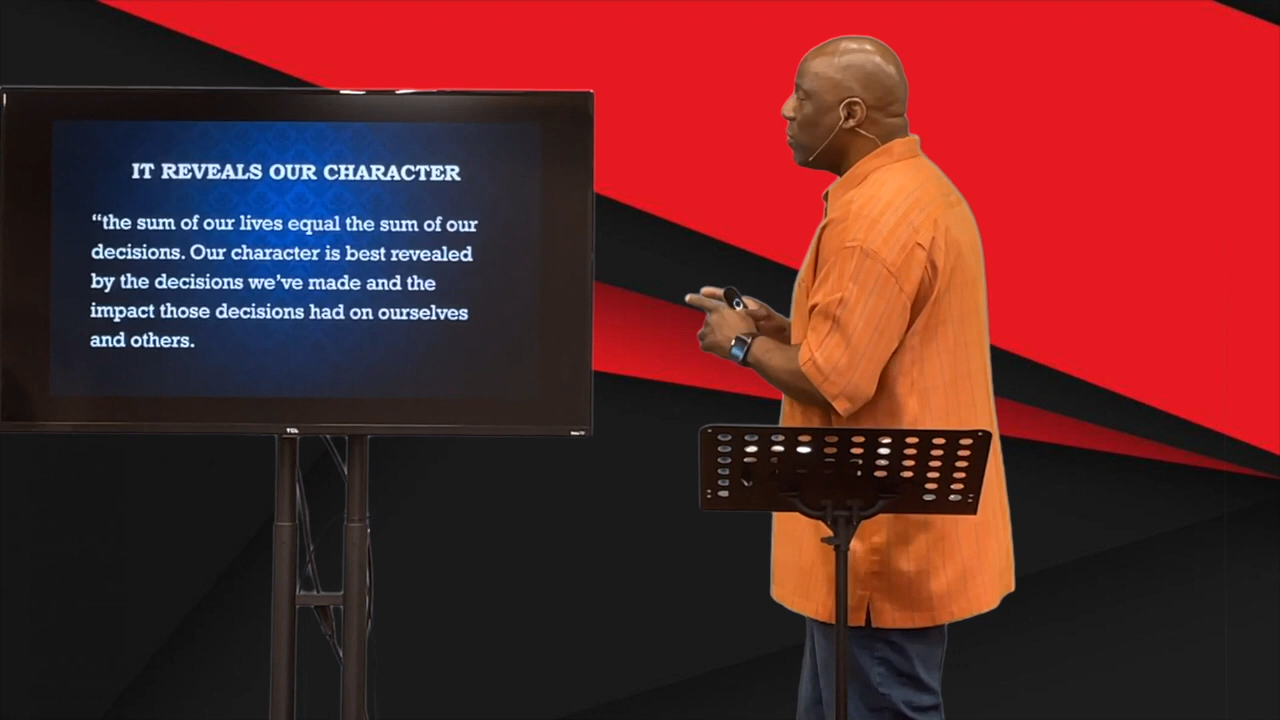 IT REVEALS OUR CHARACTER
“the sum of our lives equal the sum of our
decisions. Our character is best revealed
by the decisions we’ve made and the
impact those decisions had on ourselves
and others.
TCL